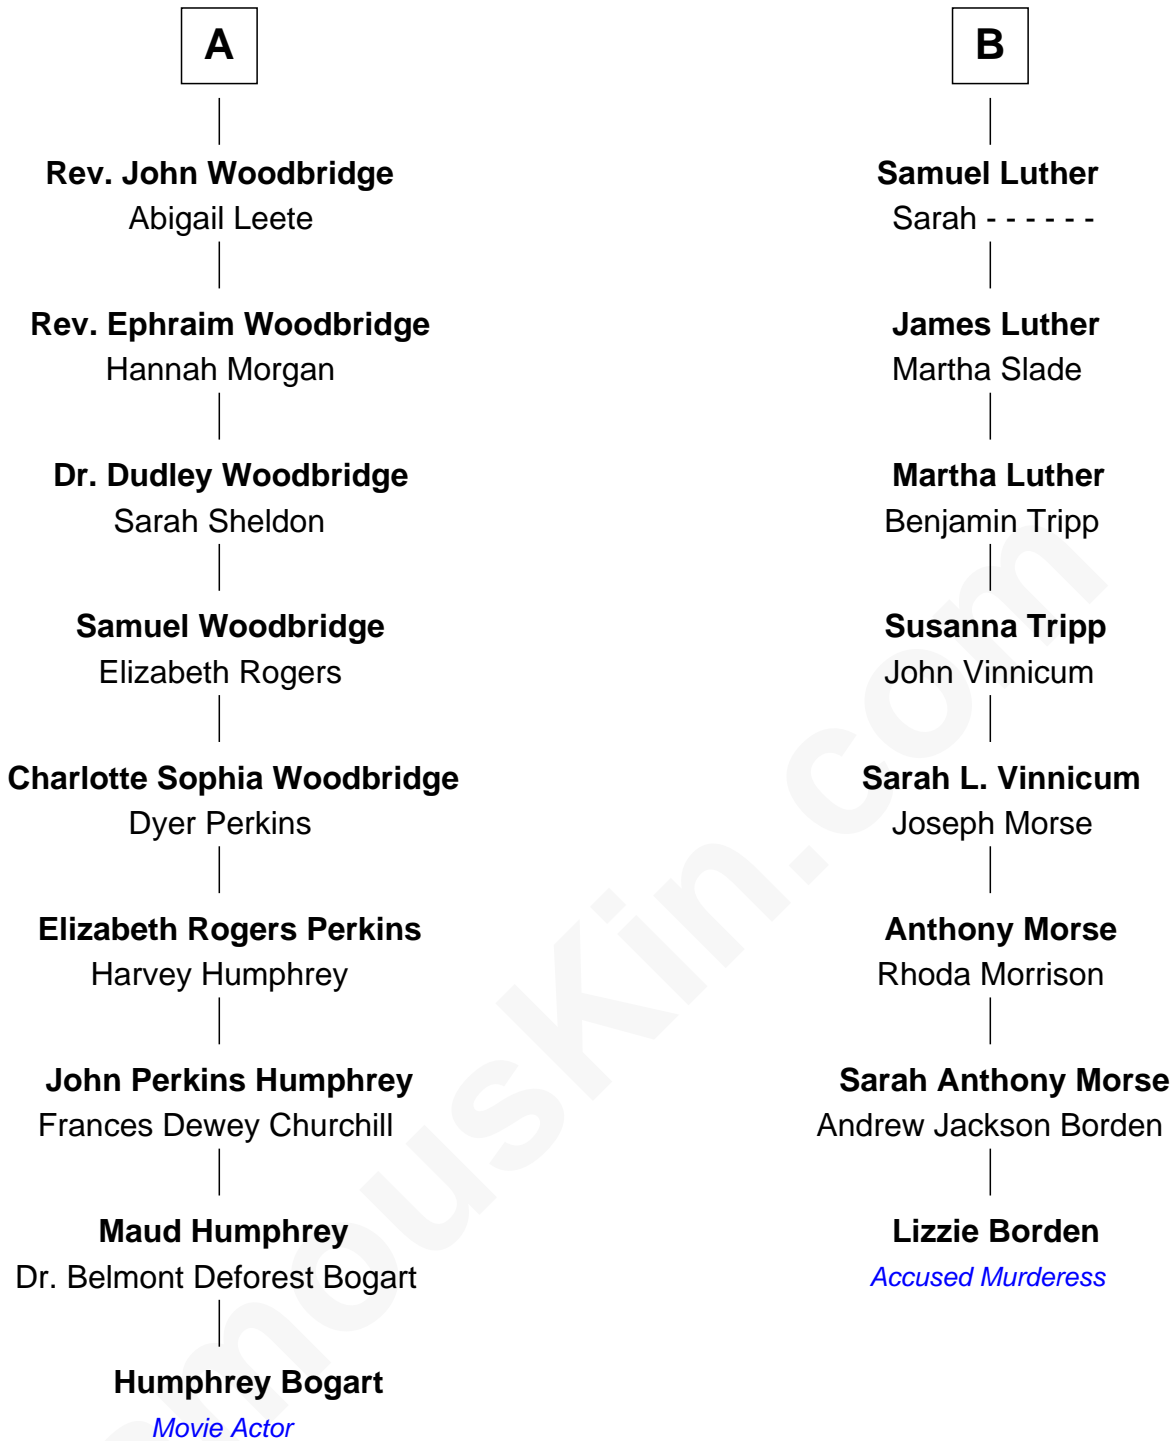 A
Rev. John Woodbridge
Abigail Leete
Rev. Ephraim Woodbridge
Hannah Morgan
Dr. Dudley Woodbridge
Sarah Sheldon
Samuel Woodbridge
Elizabeth Rogers
Charlotte Sophia Woodbridge
Dyer Perkins
Elizabeth Rogers Perkins
Harvey Humphrey
John Perkins Humphrey
Frances Dewey Churchill
Maud Humphrey
Dr. Belmont Deforest Bogart
Humphrey Bogart
Movie Actor
B
Samuel Luther
Sarah - - - - - -
James Luther
Martha Slade
Martha Luther
Benjamin Tripp
Susanna Tripp
John Vinnicum
Sarah L. Vinnicum
Joseph Morse
Anthony Morse
Rhoda Morrison
Sarah Anthony Morse
Andrew Jackson Borden
Lizzie Borden
Accused Murderess
mousKin.com